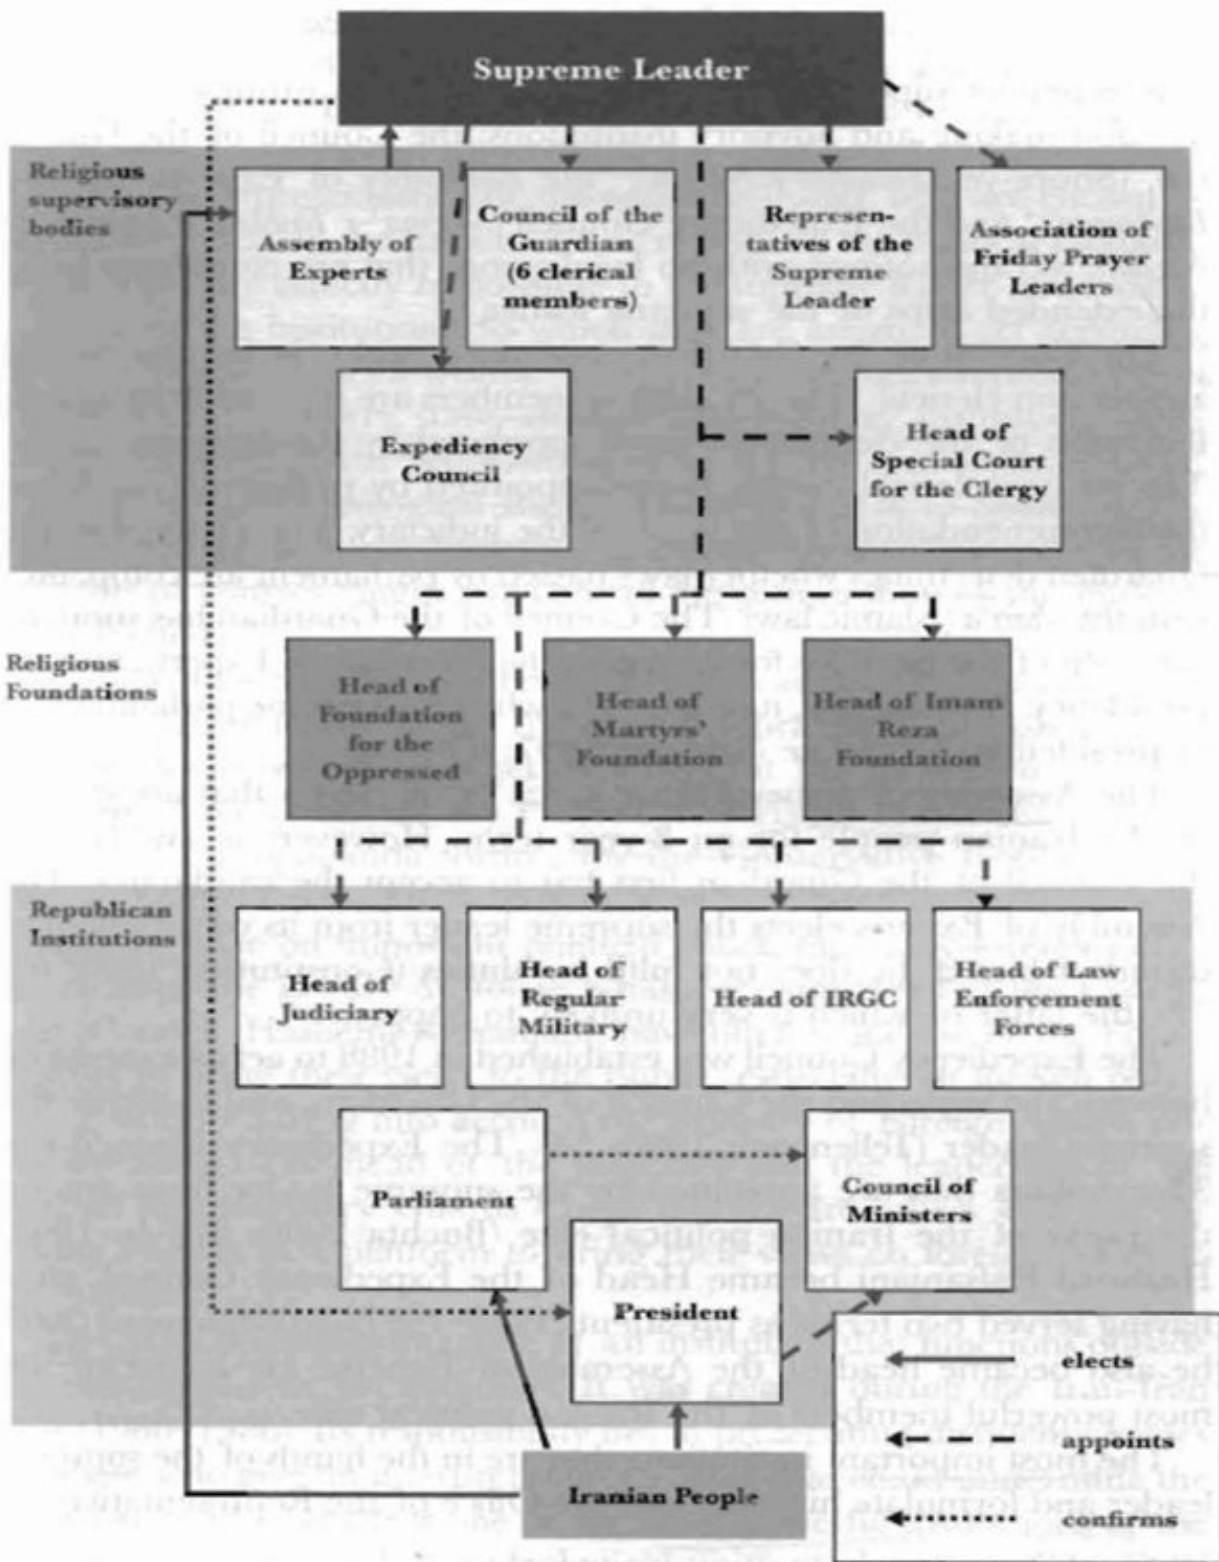 Supreme Leader
Religious
supervisory
bodies
Assembly of
Experts
Council of the
Guardian
(6 clerical
members)
Represen-
tatives of the
Supreme
Leader
Association of
Friday Prayer
Leaders
Expediency
Council
Head of
Special Court
for the Clergy
Religious
Foundations
Head of
Foundation
for the
Oppressed
Head of
Martyrs'
Foundation
Head of Imam
Reza
Foundation
Republican
Institutions
Head of
Judiciary
Head of
Regular
Military
Head of IRGC
Head of Law
Enforcement
Forces
Parliament
Council of
Ministers
President
Iranian People
elects
appoints
confirms